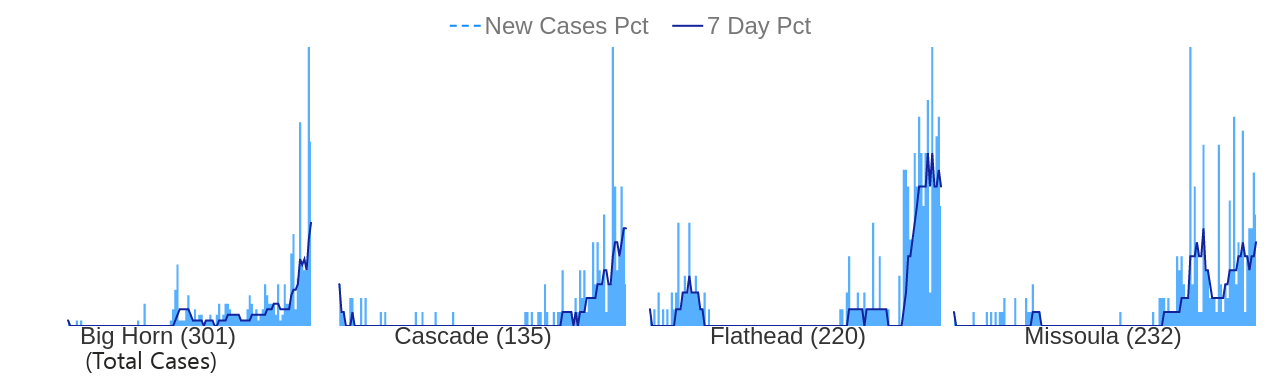 New Cases Pct 7 Day Pct
Big Horn (301) Cascade (135) Flathead (220) Missoula (232)
(Total Cases)